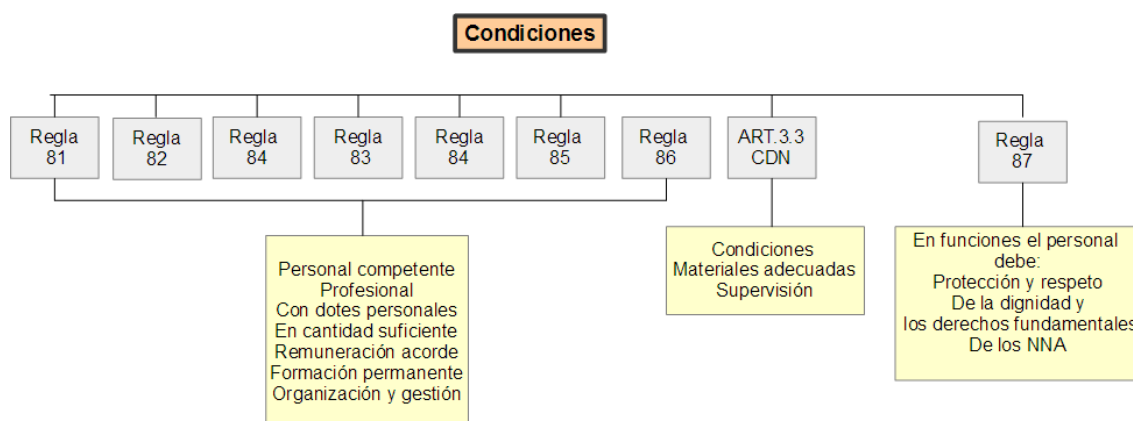 Condiciones
Regla
81
Regla
82
Regla
84
Regla
83
Regla
84
Regla
85
Regla
86
ART.3.3
CDN
Regla
87
Personal competente
Profesional
Con dotes personales
En cantidad suficiente
Remuneración acorde
Formación permanente
Organización y gestión
Condiciones
Materiales adecuadas
Supervisión
En funciones el personal
debe:
Protección y respeto
De la dignidad y
los derechos fundamentales
De los NNA